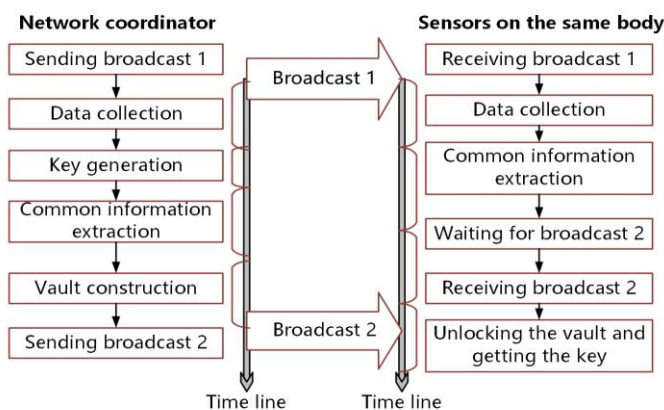 Network coordinator
Sending broadcast 1
Data collection
Key generation
Common information
extraction
Vault construction
Sending broadcast 2
Broadcast 1
Broadcast 2
Time line
Time line
Sensors on the same body
Receiving broadcast 1
Data collection
Common information
extraction
Waiting for broadcast 2
Receiving broadcast 2
Unlocking the vault and
getting the key